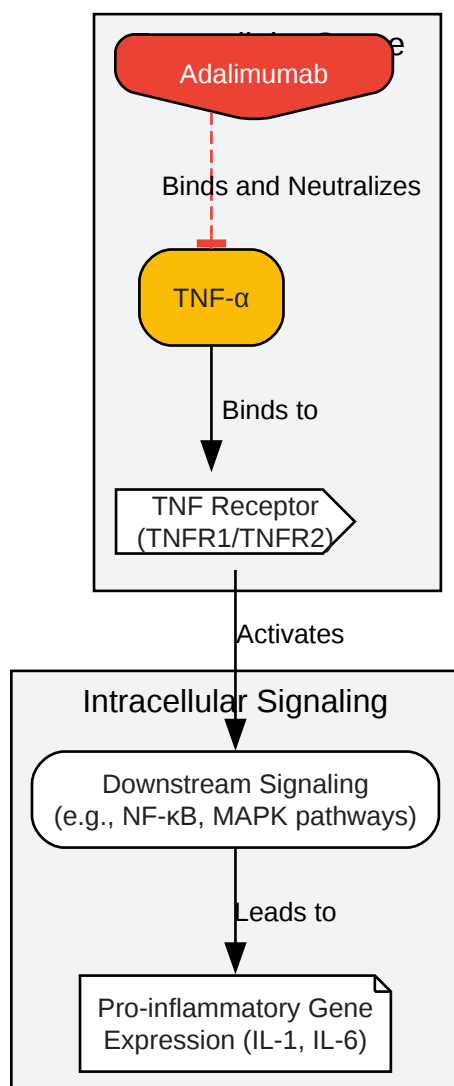 Adalimumab
Binds and Neutralizes
TNF-α
Binds to
TNF Receptor
(TNFR1/TNFR2)
Activates
Intracellular Signaling
Downstream Signaling
(e.g., NF-κB, MAPK pathways)
Leads to
Pro-inflammatory Gene
Expression (IL-1, IL-6)